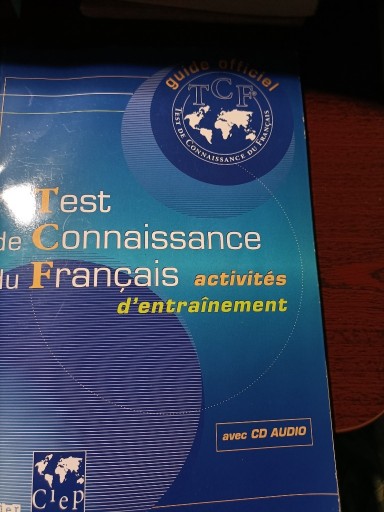 guide officiel
TCF
TEST DE CONNAISSANCE DU FRANÇAIS
Test
de Connaissance
du Français activités
d'entraînement
avec CD AUDIO
CIEP